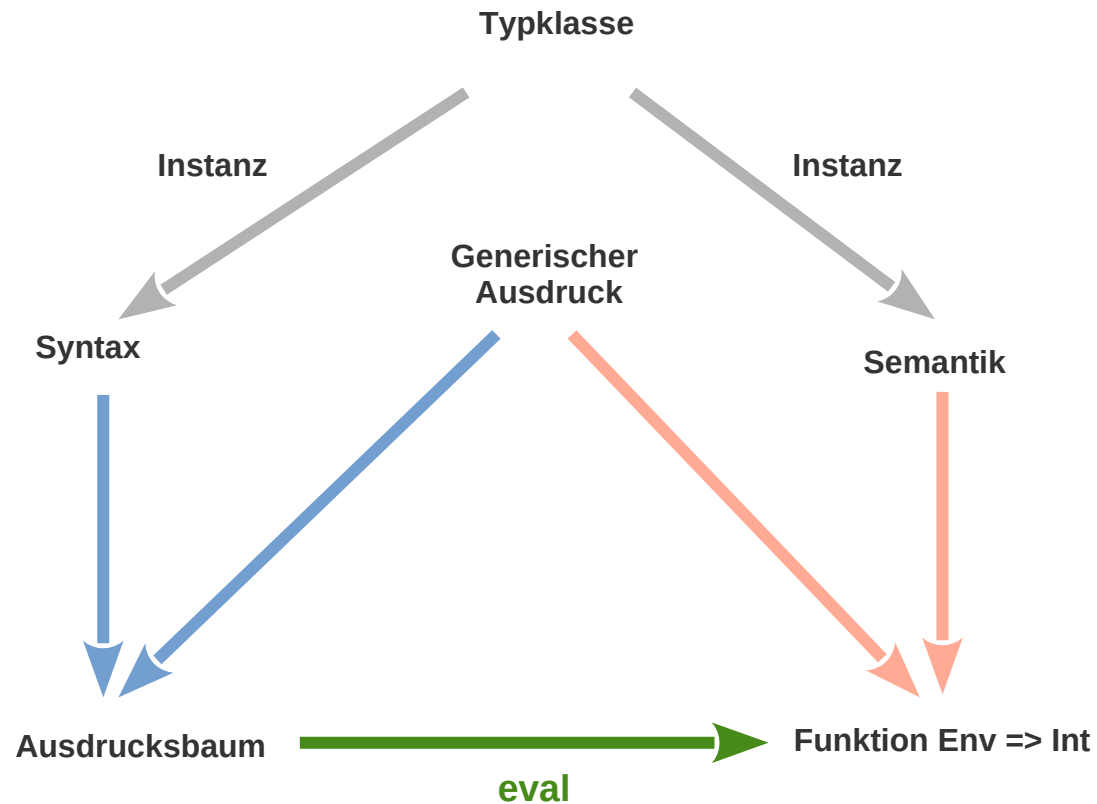 Typklasse
Instanz
Instanz
Generischer
Ausdruck
Syntax
Semantik
Ausdrucksbaum
Funktion Env => Int
eval